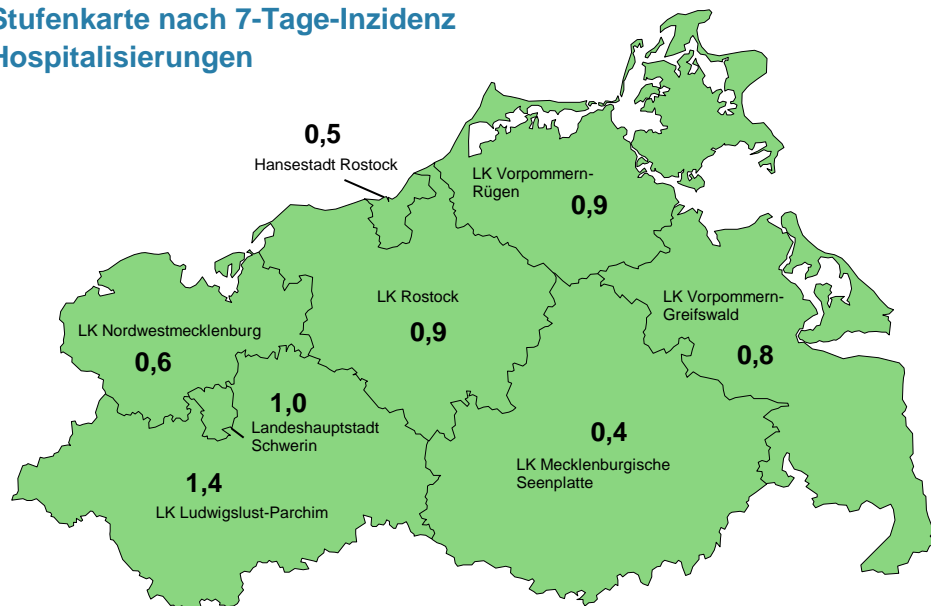 Stufenkarte nach 7-Tage-Inzidenz
Hospitalisierungen
0,5
Hansestadt Rostock
LK Vorpommern-
Rügen
0,9
LK Rostock
0,9
LK Vorpommern-
Greifswald
0,8
LK Nordwestmecklenburg
0,6
1,0
Landeshauptstadt
Schwerin
0,4
LK Mecklenburgische
Seenplatte
1,4
LK Ludwigslust-Parchim